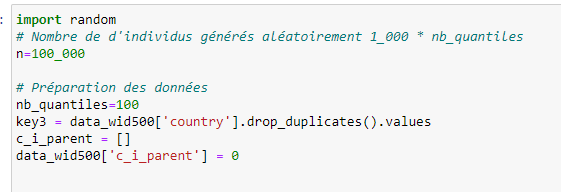 : import random
# Nombre de d'individus générés aléatoirement 1_000 * nb_quantiles
n=100_000
# Préparation des données
nb_quantiles=100
key3 = data_wid500['country'].drop_duplicates().values
c_i_parent = []
data_wid500['c_i_parent'] = 0